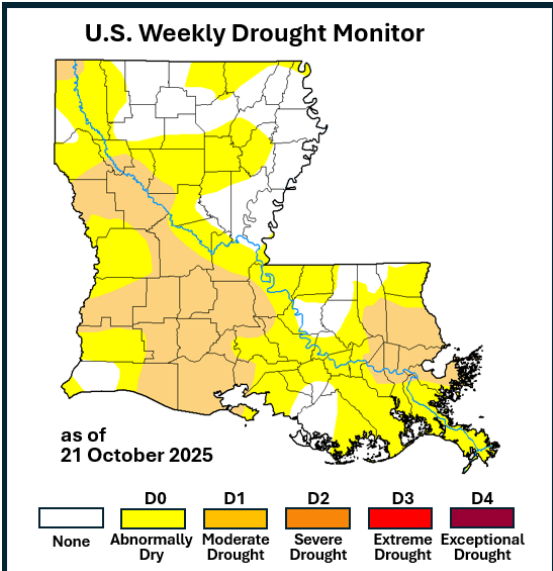 U.S. Weekly Drought Monitor
as of
21 October 2025
D0 D1 D2 D3 D4
None Abnormally Moderate Severe Extreme Exceptional
Dry Drought Drought Drought Drought